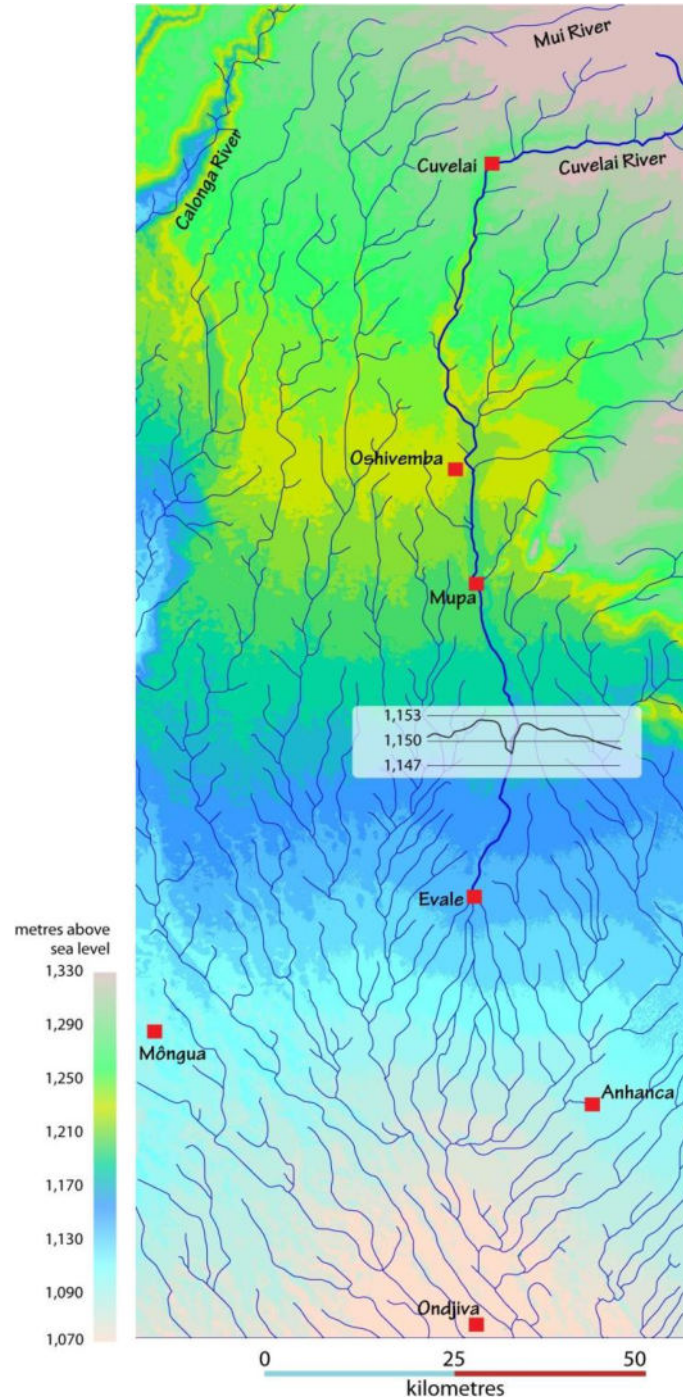 Mui River
Calonga River
Cuvelai
Cuvelai River
Oshivemba
Mupa
1,153
1,150
1,147
Evale
metres above
sea level
1,330
1,290
1,250
1,210
1,170
1,130
1,090
1,070
Môngua
Anhanca
Ondjiva
0 25 50
kilometres